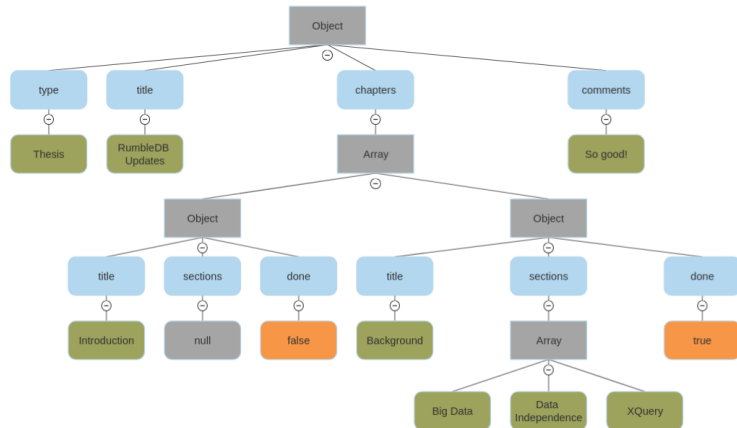 Object
type
title
chapters
comments
Thesis
RumbleDB
Updates
Array
So good!
Object
Object
title
sections
done
title
sections
done
Introduction
null
false
Background
Array
true
Big Data
Data
Independence
XQuery